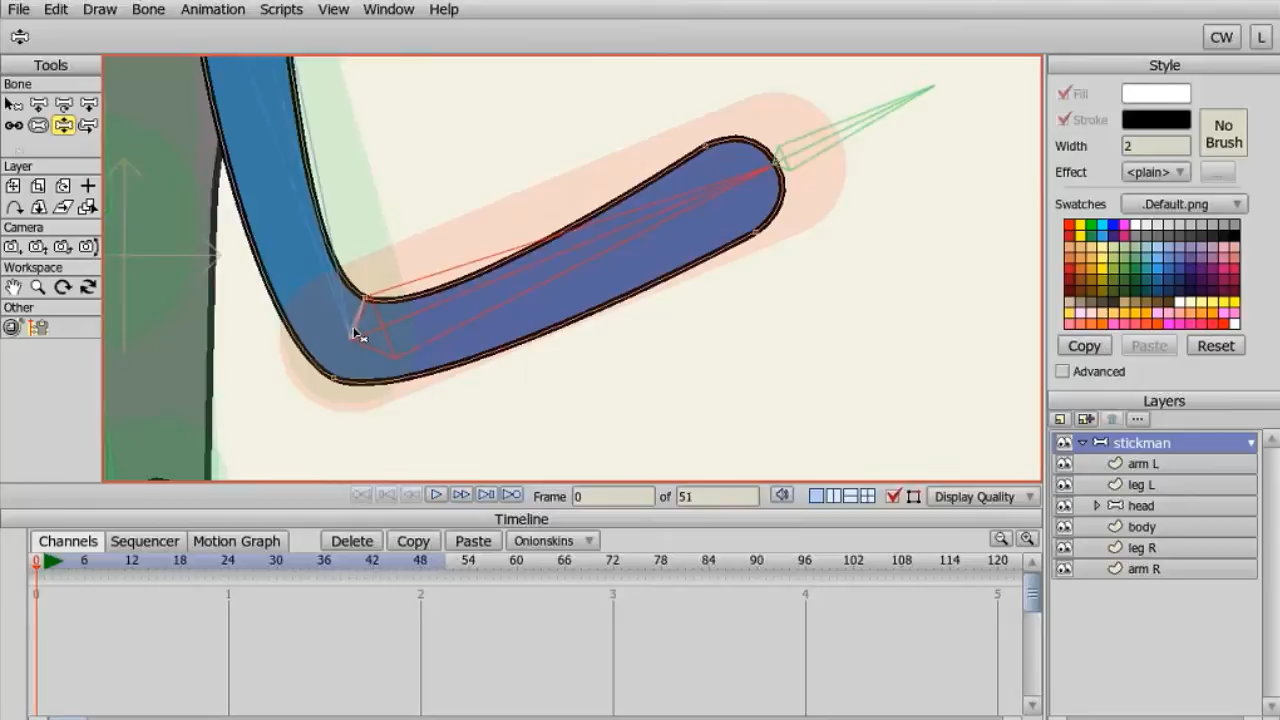 File Edit Draw Bone Animation Scripts View Window Help
CW L
Tools
Bone
Layer
Camera
Workspace
Other
Style
Fill
Stroke
No Brush
Width 2
Effect <plain> ...
Swatches .Default.png
Copy Paste Reset
Advanced
Layers
...
stickman
arm L
leg L
head
body
leg R
arm R
Frame 0 of 51 Display Quality
Timeline
Channels Sequencer Motion Graph Delete Copy Paste Onionskins
0 6 12 18 24 30 36 42 48 54 60 66 72 78 84 90 96 102 108 114 120
0 1 2 3 4 5